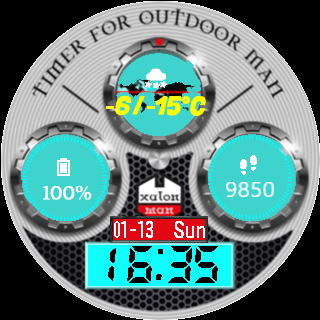 TIMER FOR OUTDOOR MAN
-6/-15°C
100%
9850
xalon
man
01-13 Sun
16:35